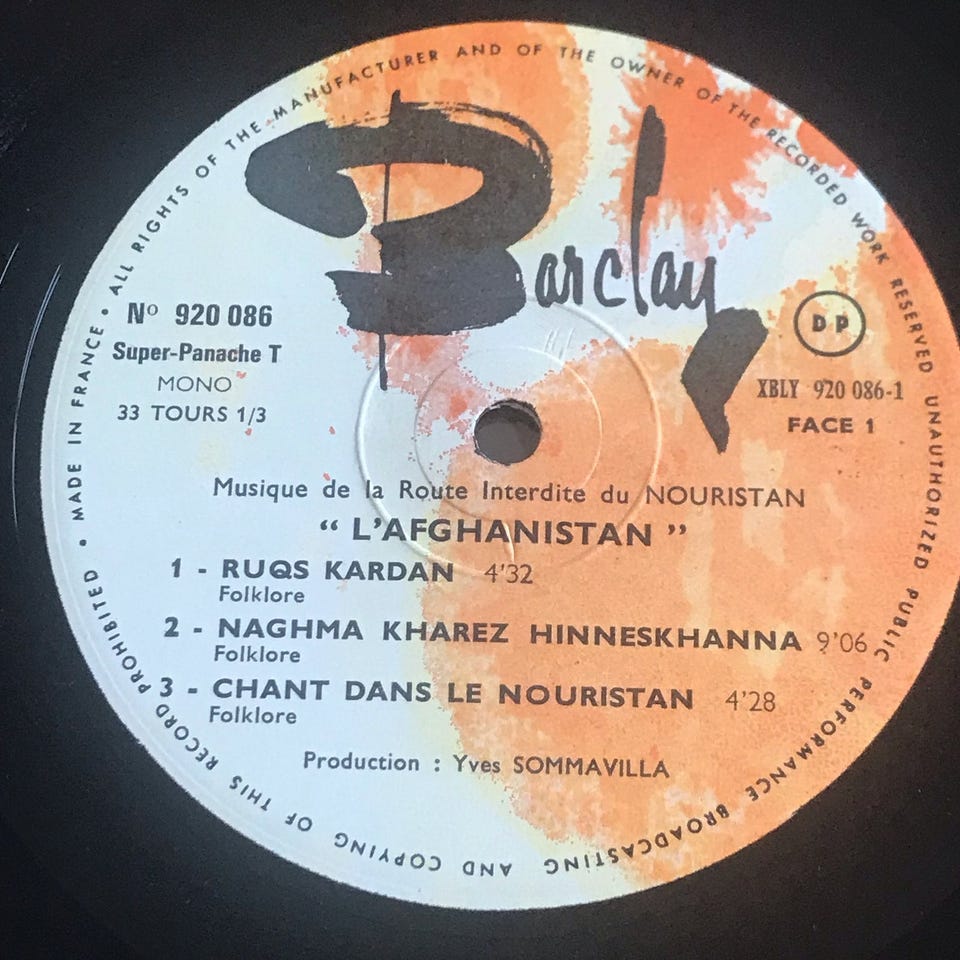 Barclay
Nº 920 086
Super-Panache T
MONO
33 TOURS 1/3
DP
XBLY 920 086-1
FACE 1
Musique de la Route Interdite du NOURISTAN
“ L'AFGHANISTAN ”
1 - RUQS KARDAN 4'32
Folklore
2 - NAGHMA KHAREZ HINNESKHANNA 9'06
Folklore
3 - CHANT DANS LE NOURISTAN 4'28
Folklore
Production : Yves SOMMAVILLA
• MADE IN FRANCE • ALL RIGHTS OF THE MANUFACTURER AND OF THE OWNER OF THE RECORDED WORK RESERVED UNAUTHORIZED PUBLIC PERFORMANCE BROADCASTING AND COPYING OF THIS RECORD PROHIBITED